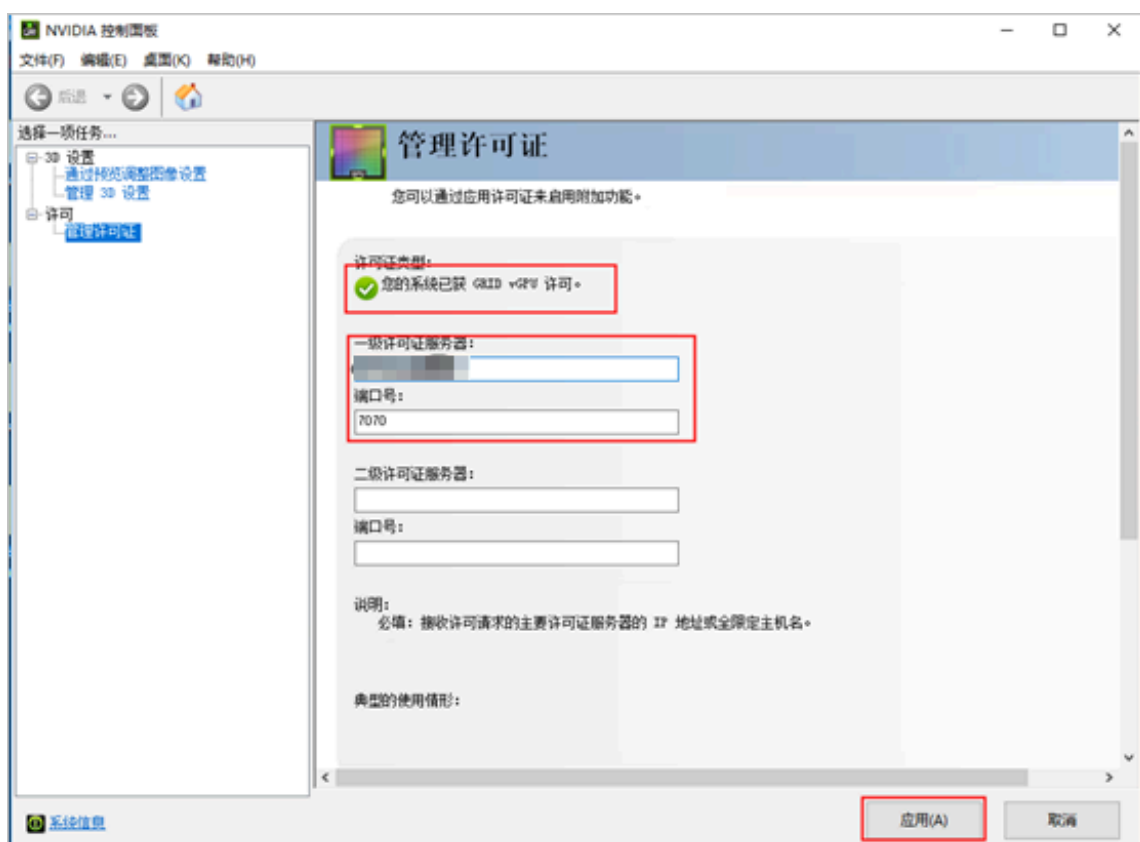 NVIDIA 控制面板
文件(F) 编辑(E) 桌面(K) 帮助(H)
后退
选择一项任务...
3D 设置
通过预览调整图像设置
管理 3D 设置
许可
管理许可证
管理许可证
您可以通过应用许可证来启用附加功能。
许可证类型:
您的系统已获 GRID vGPU 许可。
一级许可证服务器:
端口号:
7070
二级许可证服务器:
端口号:
说明:
必填: 接收许可请求的主要许可证服务器的 IP 地址或全限定主机名。
典型的使用情形:
系统信息
应用(A)
取消